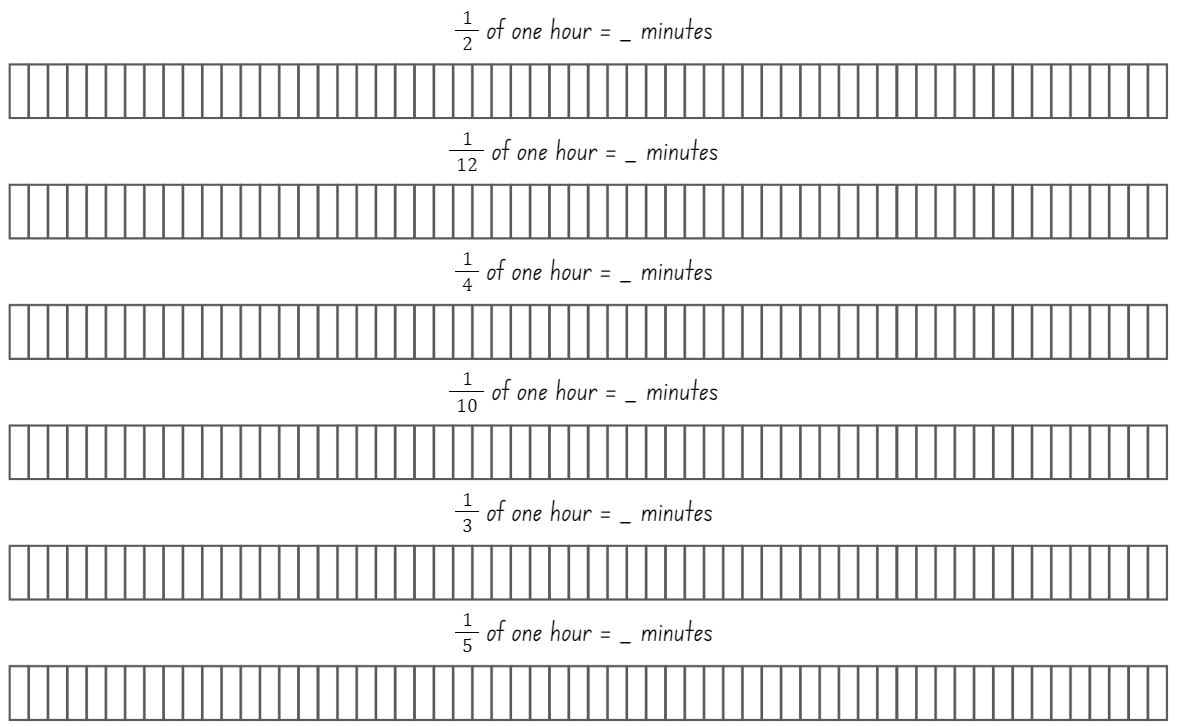 1/2 of one hour = _ minutes
1/12 of one hour = _ minutes
1/4 of one hour = _ minutes
1/10 of one hour = _ minutes
1/3 of one hour = _ minutes
1/5 of one hour = _ minutes